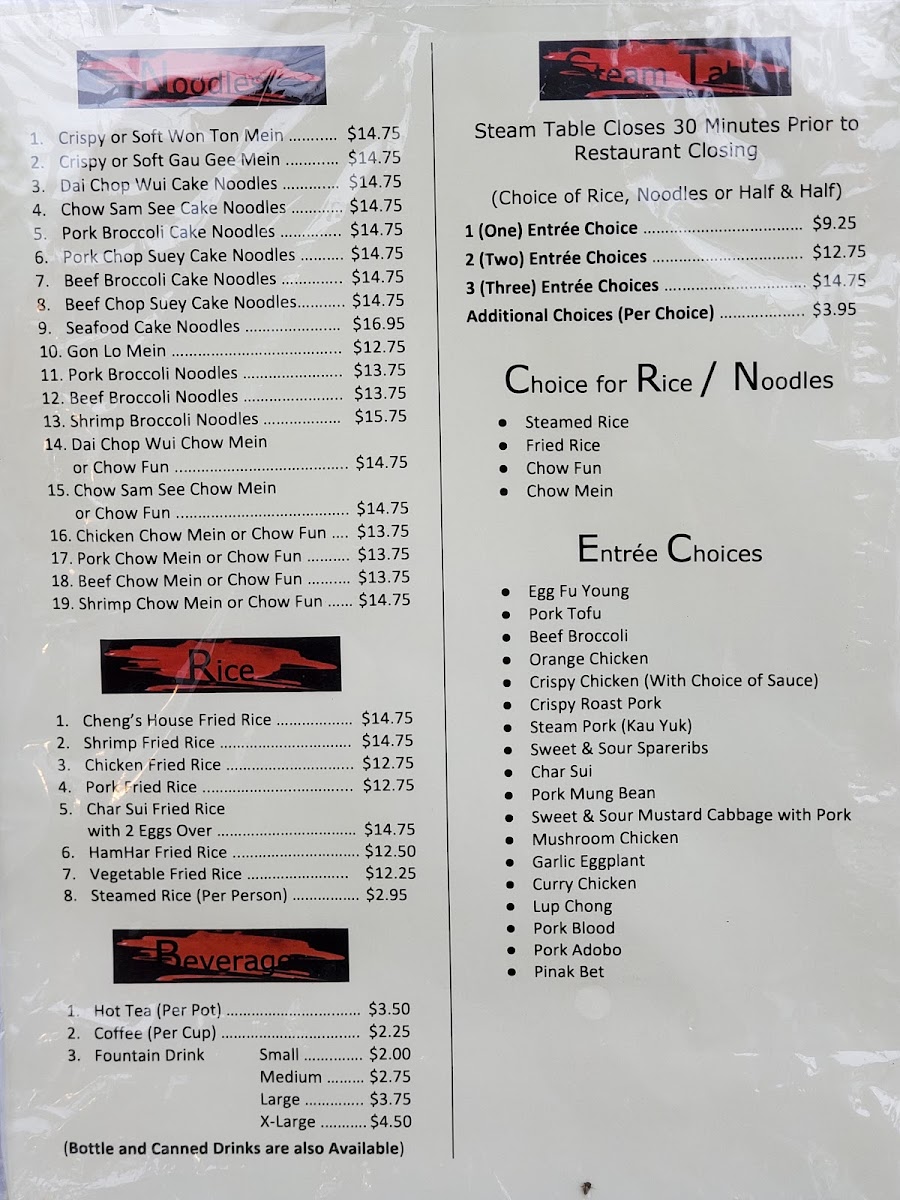 Noodles
1. Crispy or Soft Won Ton Mein ........... $14.75
2. Crispy or Soft Gau Gee Mein ............ $14.75
3. Dai Chop Wui Cake Noodles ............. $14.75
4. Chow Sam See Cake Noodles ............ $14.75
5. Pork Broccoli Cake Noodles .............. $14.75
6. Pork Chop Suey Cake Noodles .......... $14.75
7. Beef Broccoli Cake Noodles .............. $14.75
8. Beef Chop Suey Cake Noodles........... $14.75
9. Seafood Cake Noodles ...................... $16.95
10. Gon Lo Mein ....................................... $12.75
11. Pork Broccoli Noodles ....................... $13.75
12. Beef Broccoli Noodles ....................... $13.75
13. Shrimp Broccoli Noodles .................. $15.75
14. Dai Chop Wui Chow Mein
or Chow Fun ........................................ $14.75
15. Chow Sam See Chow Mein
or Chow Fun ........................................ $14.75
16. Chicken Chow Mein or Chow Fun .... $13.75
17. Pork Chow Mein or Chow Fun .......... $13.75
18. Beef Chow Mein or Chow Fun .......... $13.75
19. Shrimp Chow Mein or Chow Fun ...... $14.75
Rice
1. Cheng's House Fried Rice .................. $14.75
2. Shrimp Fried Rice ............................... $14.75
3. Chicken Fried Rice .............................. $12.75
4. Pork Fried Rice ................................... $12.75
5. Char Sui Fried Rice
with 2 Eggs Over ................................ $14.75
6. HamHar Fried Rice ............................. $12.50
7. Vegetable Fried Rice ........................ $12.25
8. Steamed Rice (Per Person) ................ $2.95
Beverage
1. Hot Tea (Per Pot) ............................... $3.50
2. Coffee (Per Cup) ................................ $2.25
3. Fountain Drink Small .............. $2.00
Medium ......... $2.75
Large .............. $3.75
X-Large ........... $4.50
(Bottle and Canned Drinks are also Available)
Steam Table
Steam Table Closes 30 Minutes Prior to
Restaurant Closing
(Choice of Rice, Noodles or Half & Half)
1 (One) Entrée Choice .................................. $9.25
2 (Two) Entrée Choices ................................ $12.75
3 (Three) Entrée Choices .............................. $14.75
Additional Choices (Per Choice) ................... $3.95
Choice for Rice / Noodles
• Steamed Rice
• Fried Rice
• Chow Fun
• Chow Mein
Entrée Choices
• Egg Fu Young
• Pork Tofu
• Beef Broccoli
• Orange Chicken
• Crispy Chicken (With Choice of Sauce)
• Crispy Roast Pork
• Steam Pork (Kau Yuk)
• Sweet & Sour Spareribs
• Char Sui
• Pork Mung Bean
• Sweet & Sour Mustard Cabbage with Pork
• Mushroom Chicken
• Garlic Eggplant
• Curry Chicken
• Lup Chong
• Pork Blood
• Pork Adobo
• Pinak Bet